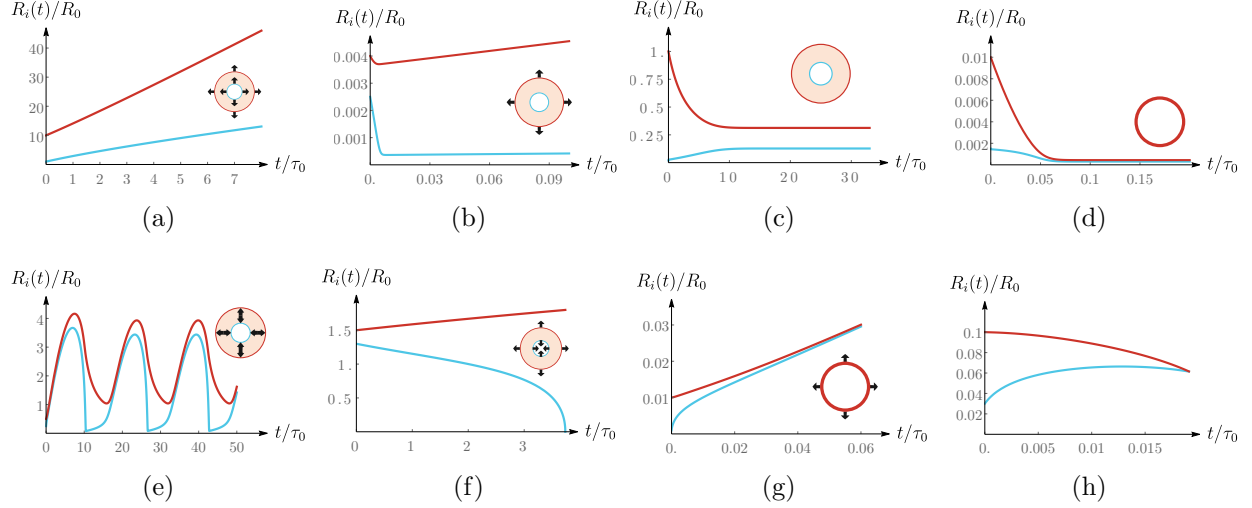 R_i(t)/R_0
40
30
20
10
0 1 2 3 4 5 6 7
t/τ_0
(a)
R_i(t)/R_0
0.004
0.003
0.002
0.001
0. 0.03 0.06 0.09
t/τ_0
(b)
R_i(t)/R_0
1.
0.75
0.5
0.25
0 10 20 30
t/τ_0
(c)
R_i(t)/R_0
0.01
0.008
0.006
0.004
0.002
0. 0.05 0.1 0.15
t/τ_0
(d)
R_i(t)/R_0
4
3
2
1
0 10 20 30 40 50
t/τ_0
(e)
R_i(t)/R_0
1.5
1.
0.5
0 1 2 3
t/τ_0
(f)
R_i(t)/R_0
0.03
0.02
0.01
0. 0.02 0.04 0.06
t/τ_0
(g)
R_i(t)/R_0
0.1
0.08
0.06
0.04
0.02
0. 0.005 0.01 0.015
t/τ_0
(h)